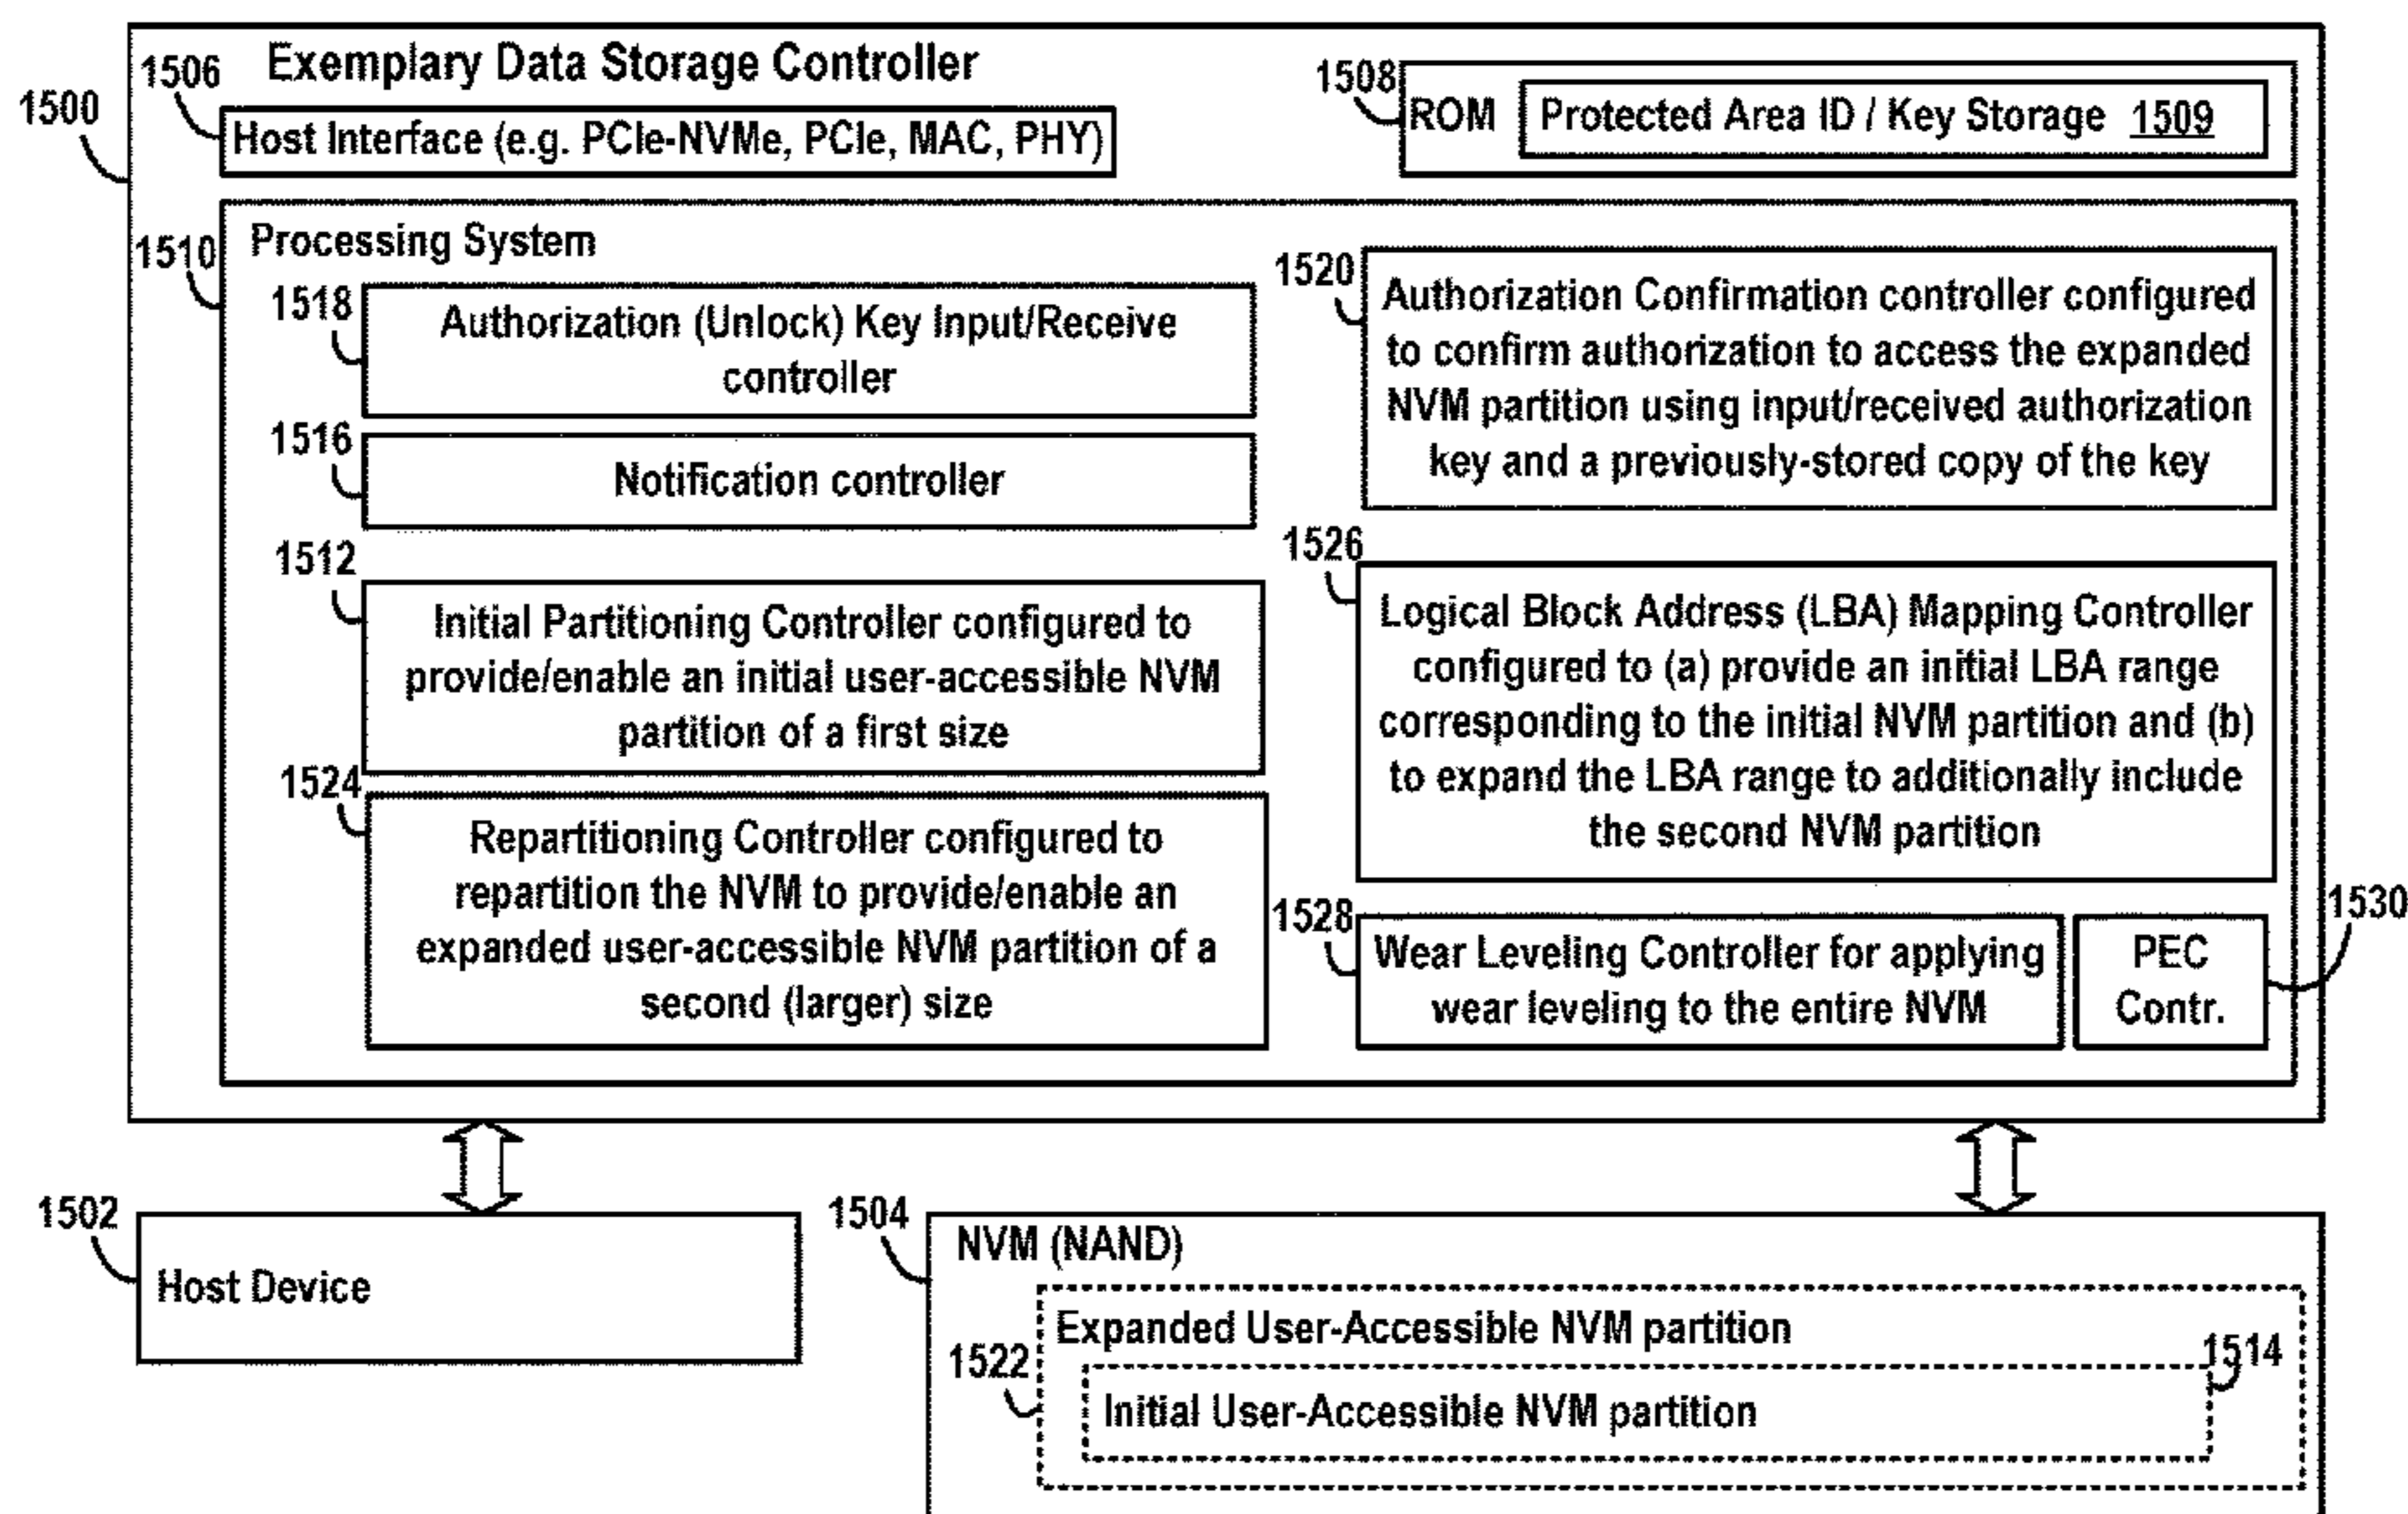 Exemplary Data Storage Controller
1500
1506
Host Interface (e.g. PCIe-NVMe, PCIe, MAC, PHY)
1508
ROM
Protected Area ID / Key Storage 1509
1510
Processing System
1518
Authorization (Unlock) Key Input/Receive
controller
1516
Notification controller
1512
Initial Partitioning Controller configured to
provide/enable an initial user-accessible NVM
partition of a first size
1524
Repartitioning Controller configured to
repartition the NVM to provide/enable an
expanded user-accessible NVM partition of a
second (larger) size
1520
Authorization Confirmation controller configured
to confirm authorization to access the expanded
NVM partition using input/received authorization
key and a previously-stored copy of the key
1526
Logical Block Address (LBA) Mapping Controller
configured to (a) provide an initial LBA range
corresponding to the initial NVM partition and (b)
to expand the LBA range to additionally include
the second NVM partition
1528
Wear Leveling Controller for applying
wear leveling to the entire NVM
1530
PEC
Contr.
1502
Host Device
1504
NVM (NAND)
1522
Expanded User-Accessible NVM partition
1514
Initial User-Accessible NVM partition